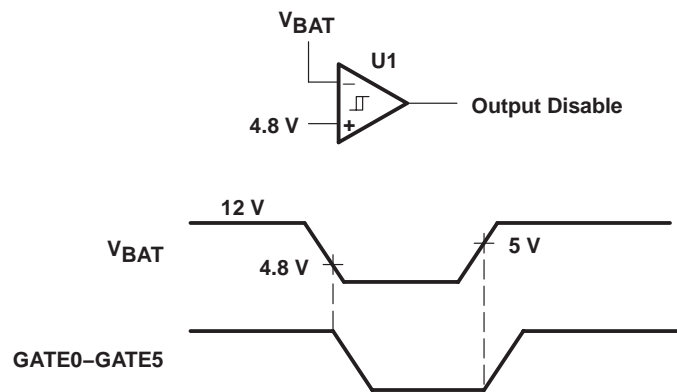 VBAT
U1
−
4.8 V
+
Output Disable
12 V
VBAT
4.8 V
5 V
GATE0−GATE5